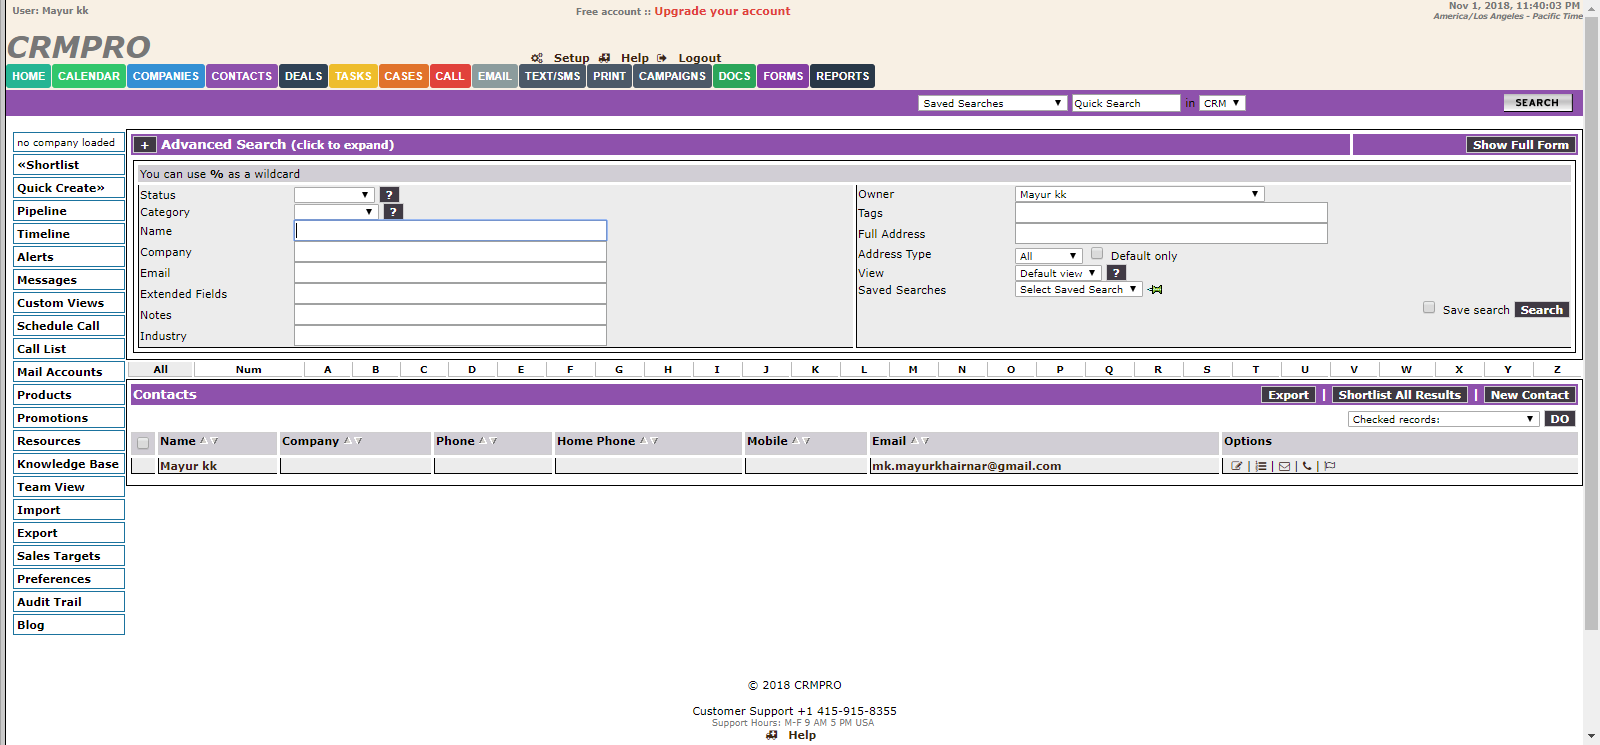 User: Mayur kk
Free account :: Upgrade your account
Nov 1, 2018, 11:40:03 PM
America/Los Angeles - Pacific Time
CRMPRO
Setup Help Logout
HOME CALENDAR COMPANIES CONTACTS DEALS TASKS CASES CALL EMAIL TEXT/SMS PRINT CAMPAIGNS DOCS FORMS REPORTS
Saved Searches Quick Search in CRM SEARCH
no company loaded
«Shortlist
Quick Create»
Pipeline
Timeline
Alerts
Messages
Custom Views
Schedule Call
Call List
Mail Accounts
Products
Promotions
Resources
Knowledge Base
Team View
Import
Export
Sales Targets
Preferences
Audit Trail
Blog
+ Advanced Search (click to expand) Show Full Form
You can use % as a wildcard
Status ?
Category ?
Name
Company
Email
Extended Fields
Notes
Industry
Owner Mayur kk
Tags
Full Address
Address Type All Default only
View Default view ?
Saved Searches Select Saved Search
Save search Search
All Num A B C D E F G H I J K L M N O P Q R S T U V W X Y Z
Contacts Export | Shortlist All Results | New Contact
Checked records: DO
Name Company Phone Home Phone Mobile Email Options
Mayur kk mk.mayurkhairnar@gmail.com | | | |
© 2018 CRMPRO
Customer Support +1 415-915-8355
Support Hours: M-F 9 AM 5 PM USA
Help